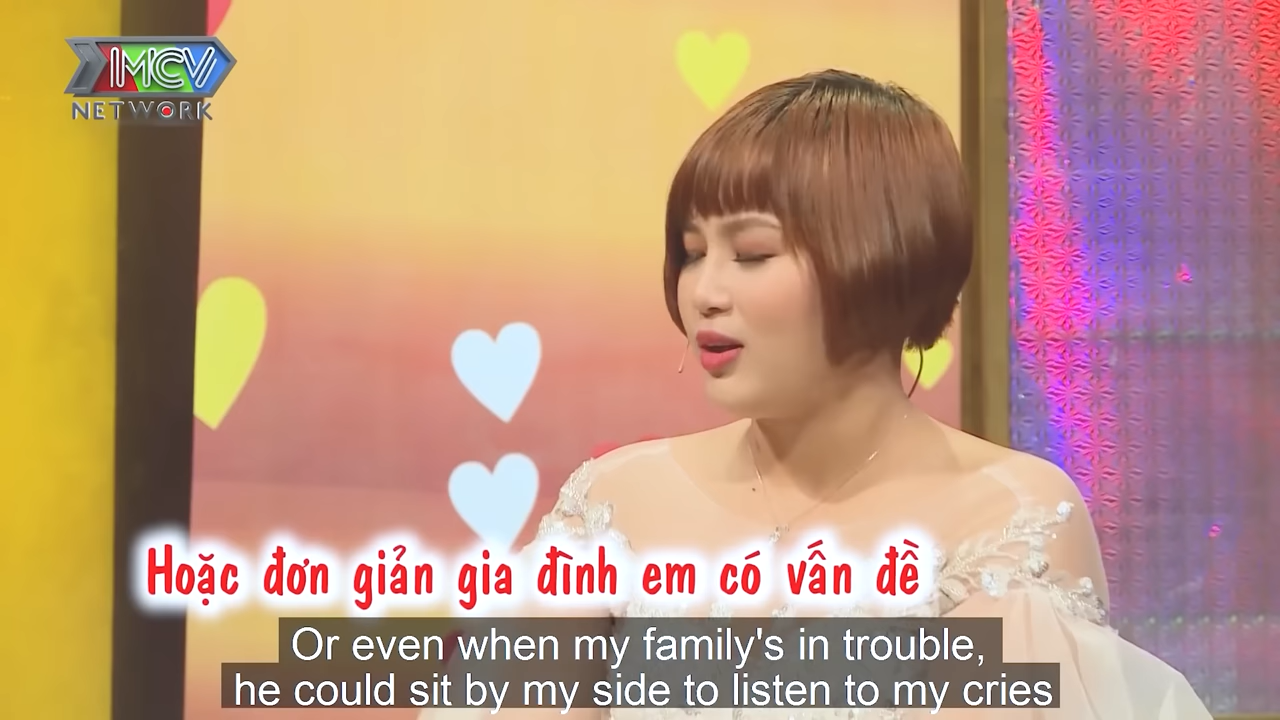 MCV
NETWORK
Hoặc đơn giản gia đình em có vấn đề
Or even when my family's in trouble,
he could sit by my side to listen to my cries